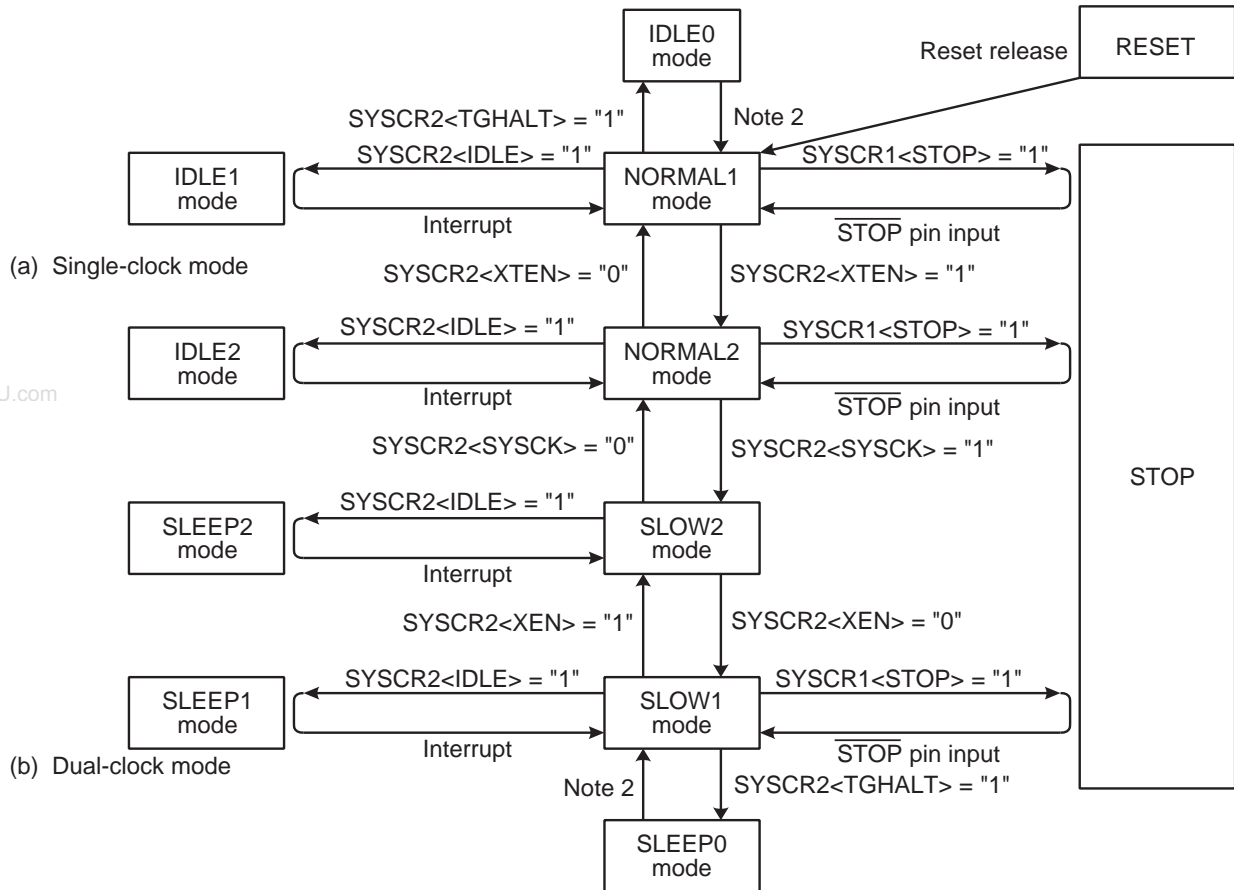 IDLE0
mode
Reset release
RESET
SYSCR2<TGHALT> = "1"
Note 2
IDLE1
mode
SYSCR2<IDLE> = "1"
Interrupt
NORMAL1
mode
SYSCR1<STOP> = "1"
STOP pin input
(a) Single-clock mode
SYSCR2<XTEN> = "0"
SYSCR2<XTEN> = "1"
IDLE2
mode
SYSCR2<IDLE> = "1"
Interrupt
NORMAL2
mode
SYSCR1<STOP> = "1"
STOP pin input
U.com
SYSCR2<SYSCK> = "0"
SYSCR2<SYSCK> = "1"
STOP
SLEEP2
mode
SYSCR2<IDLE> = "1"
Interrupt
SLOW2
mode
SYSCR2<XEN> = "1"
SYSCR2<XEN> = "0"
SLEEP1
mode
SYSCR2<IDLE> = "1"
Interrupt
SLOW1
mode
SYSCR1<STOP> = "1"
STOP pin input
(b) Dual-clock mode
Note 2
SYSCR2<TGHALT> = "1"
SLEEP0
mode